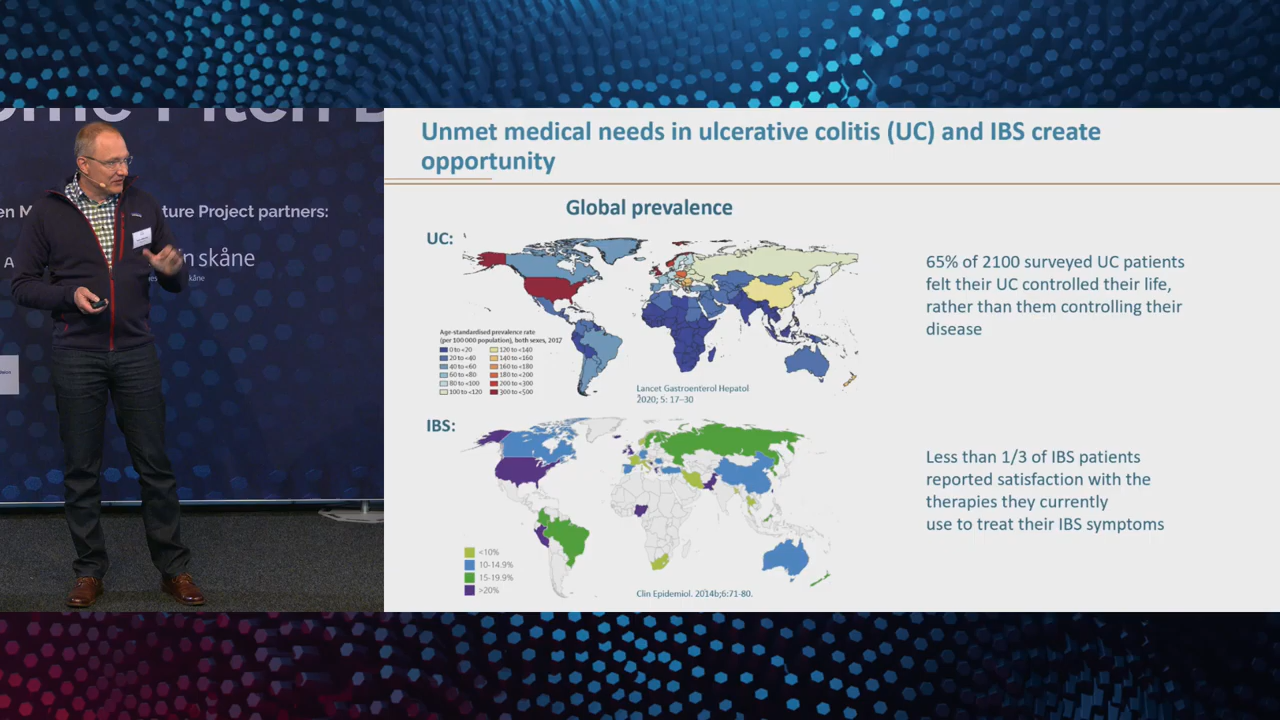 en M
ture Project partners:
A
n skåne
skåne
Unmet medical needs in ulcerative colitis (UC) and IBS create
opportunity
Global prevalence
UC:
Age-standardised prevalence rate
(per 100 000 population), both sexes, 2017
0 to <20
20 to <40
40 to <60
60 to <80
80 to <100
100 to <120
120 to <140
140 to <160
160 to <180
180 to <200
200 to <300
300 to <500
Lancet Gastroenterol Hepatol
2020; 5: 17–30
65% of 2100 surveyed UC patients
felt their UC controlled their life,
rather than them controlling their
disease
IBS:
<10%
10-14.9%
15-19.9%
>20%
Clin Epidemiol. 2014b;6:71-80.
Less than 1/3 of IBS patients
reported satisfaction with the
therapies they currently
use to treat their IBS symptoms